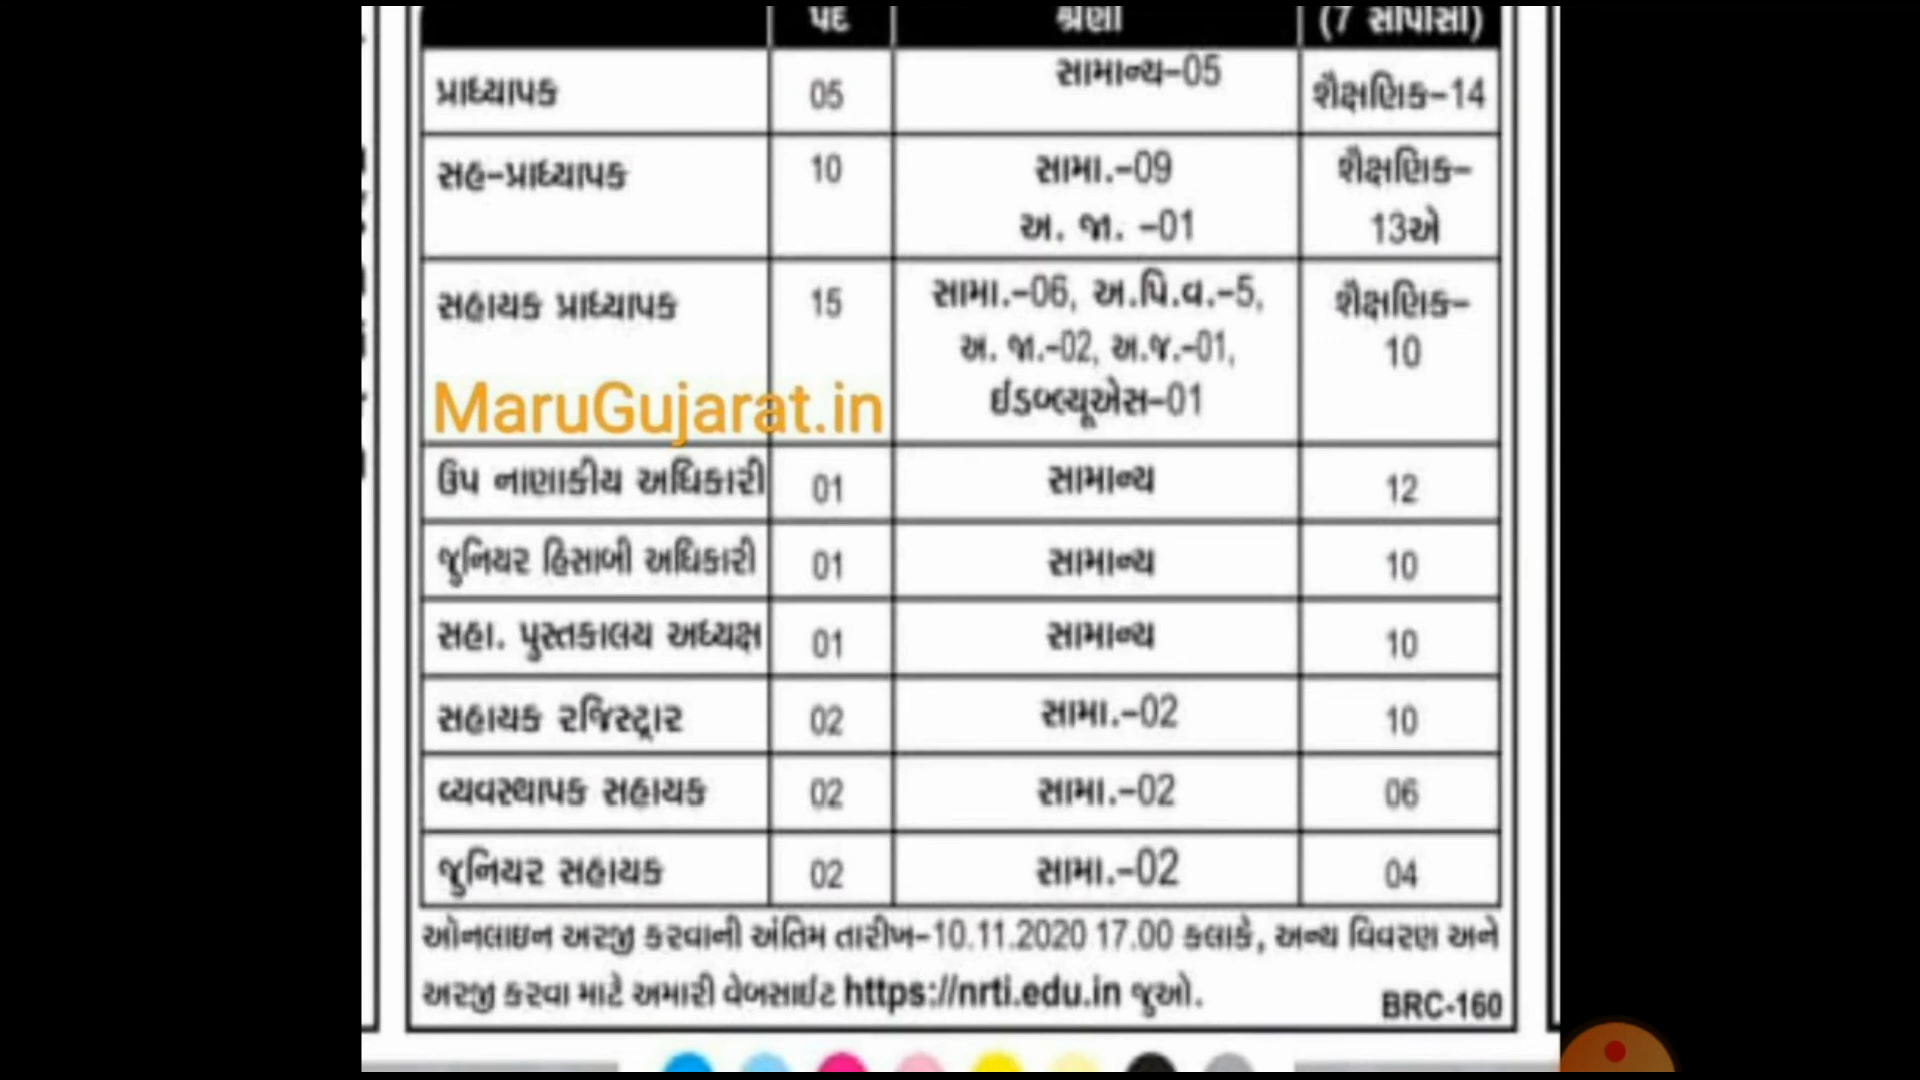 પદ શ્રેણી (7 સીપીસી)
પ્રાધ્યાપક 05 સામાન્ય-05 શૈક્ષણિક-14
સહ-પ્રાધ્યાપક 10 સામા.-09 શૈક્ષણિક-
અ. જા. -01 13એ
સહાયક પ્રાધ્યાપક 15 સામા.-06, અ.પિ.વ.-5, શૈક્ષણિક-
અ. જા.-02, અ.જ.-01, 10
ઇડબ્લ્યૂએસ-01
MaruGujarat.in
ઉપ નાણાકીય અધિકારી 01 સામાન્ય 12
જુનિયર હિસાબી અધિકારી 01 સામાન્ય 10
સહા. પુસ્તકાલય અધ્યક્ષ 01 સામાન્ય 10
સહાયક રજિસ્ટ્રાર 02 સામા.-02 10
વ્યવસ્થાપક સહાયક 02 સામા.-02 06
જુનિયર સહાયક 02 સામા.-02 04
ઓનલાઇન અરજી કરવાની અંતિમ તારીખ-10.11.2020 17.00 કલાકે, અન્ય વિવરણ અને
અરજી કરવા માટે અમારી વેબસાઈટ https://nrti.edu.in જુઓ.
BRC-160